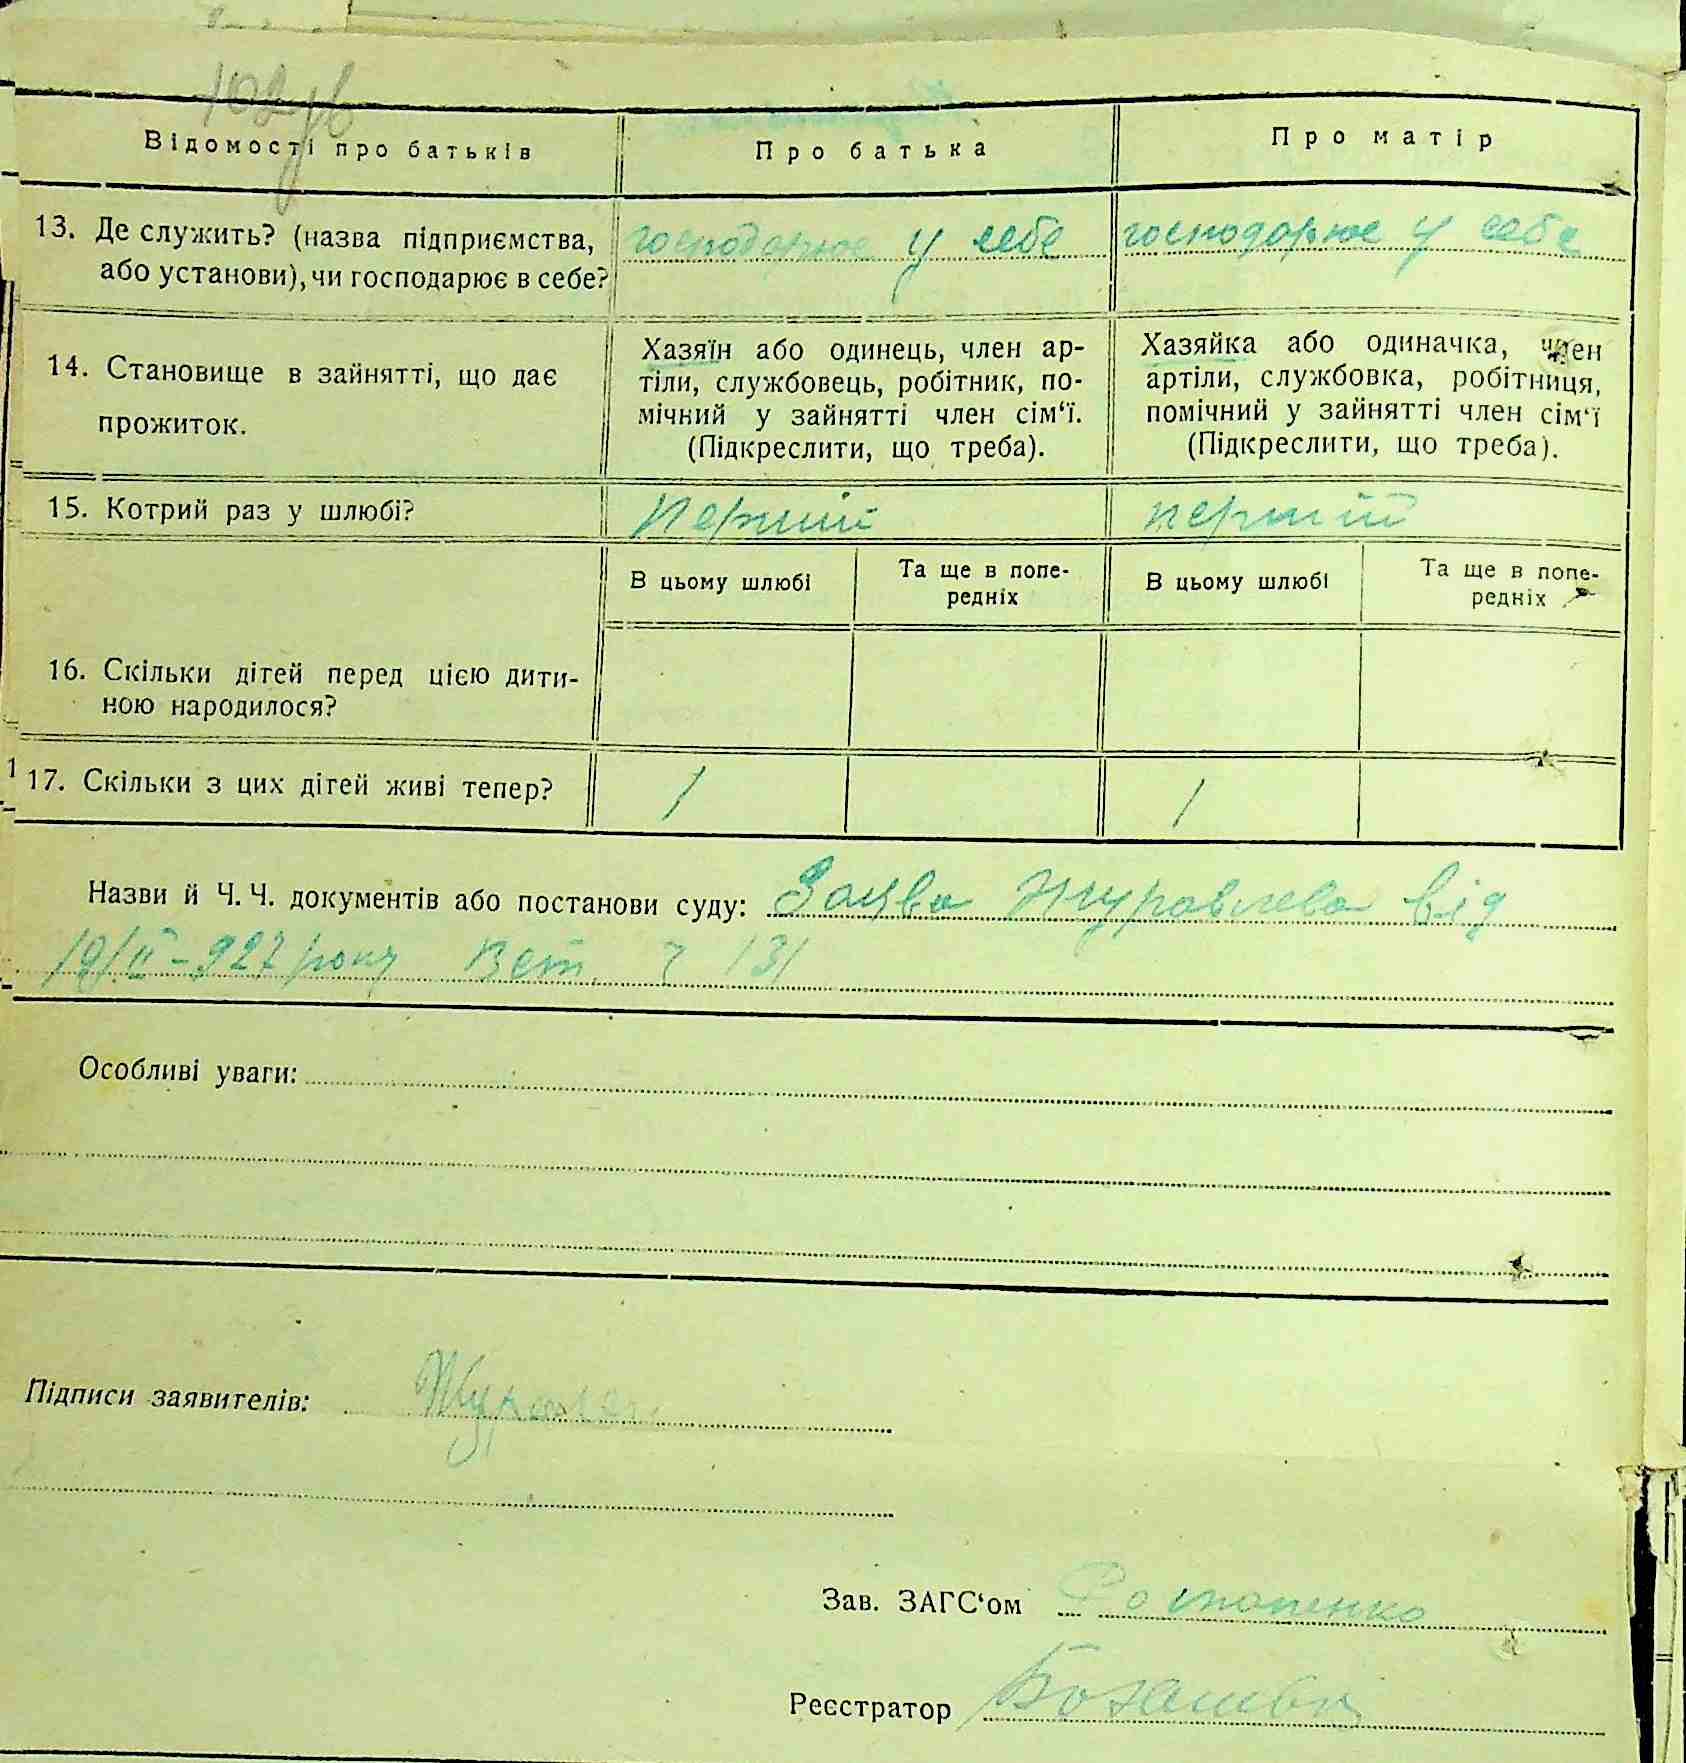 Відомості про батьків Про батька Про матір
13. Де служить? (назва підприємства, або установи), чи господарює в себе?
господарює у себе господарює у себе
14. Становище в зайнятті, що дає прожиток.
Хазяїн або одинець, член ар-
тіли, службовець, робітник, по-
мічний у зайнятті член сім‘ї.
(Підкреслити, що треба).
Хазяйка або одиначка, член
артіли, службовка, робітниця,
помічний у зайнятті член сім‘ї
(Підкреслити, що треба).
15. Котрий раз у шлюбі? перший перший
В цьому шлюбі Та ще в попе-
редніх
В цьому шлюбі Та ще в попе-
редніх
16. Скільки дітей перед цією дити-
ною народилося?
17. Скільки з цих дітей живі тепер? 1 1
Назви й Ч. Ч. документів або постанови суду: Заява Журавлева від
19/II-927 року ч 131
Особливі уваги:
Підписи заявителів:
Зав. ЗАГС‘ом
Реєстратор